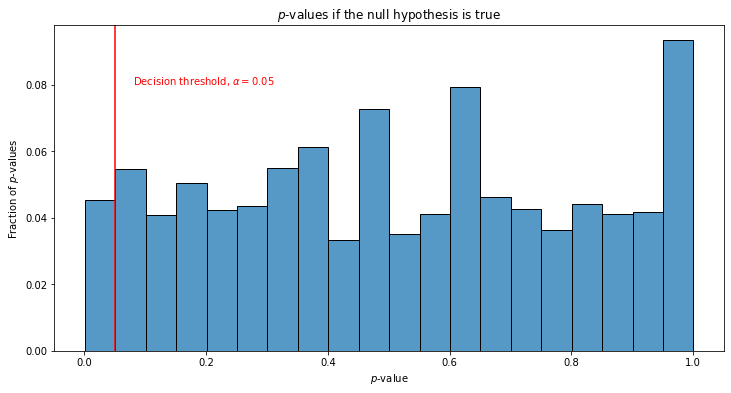 p-values if the null hypothesis is true
Decision threshold, α = 0.05
Fraction of p-values
0.08
0.06
0.04
0.02
0.00
0.0 0.2 0.4 0.6 0.8 1.0
p-value